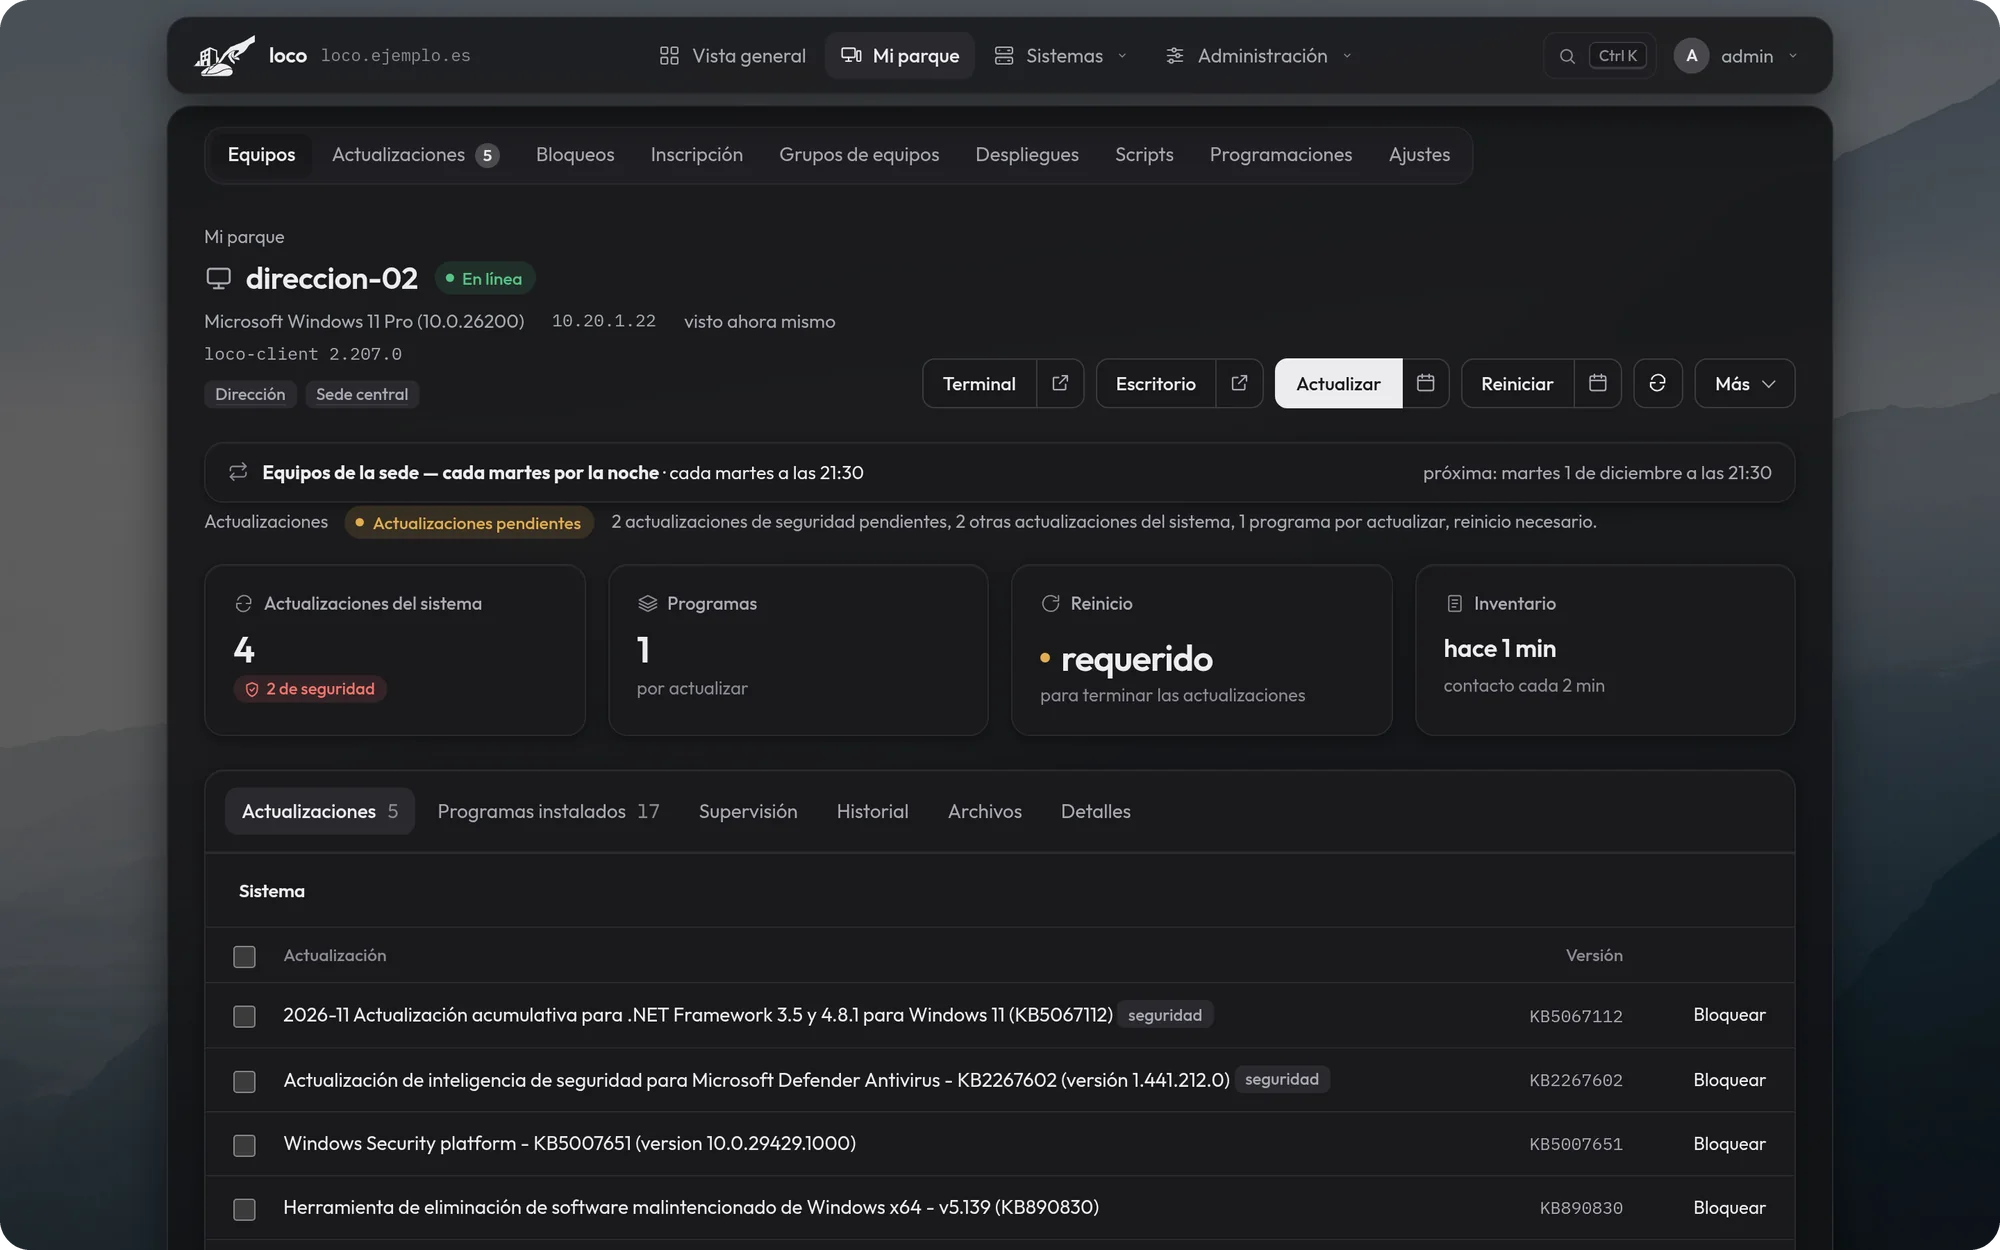 loco loco.ejemplo.es Vista general Mi parque Sistemas Administración Ctrl K A admin
Equipos Actualizaciones 5 Bloqueos Inscripción Grupos de equipos Despliegues Scripts Programaciones Ajustes
Mi parque
direccion-02 En línea
Microsoft Windows 11 Pro (10.0.26200) 10.20.1.22 visto ahora mismo
loco-client 2.207.0
Dirección Sede central
Terminal Escritorio Actualizar Reiniciar Más
Equipos de la sede — cada martes por la noche · cada martes a las 21:30 próxima: martes 1 de diciembre a las 21:30
Actualizaciones Actualizaciones pendientes 2 actualizaciones de seguridad pendientes, 2 otras actualizaciones del sistema, 1 programa por actualizar, reinicio necesario.
Actualizaciones del sistema
4
2 de seguridad
Programas
1
por actualizar
Reinicio
requerido
para terminar las actualizaciones
Inventario
hace 1 min
contacto cada 2 min
Actualizaciones 5 Programas instalados 17 Supervisión Historial Archivos Detalles
Sistema
Actualización Versión
2026-11 Actualización acumulativa para .NET Framework 3.5 y 4.8.1 para Windows 11 (KB5067112) seguridad KB5067112 Bloquear
Actualización de inteligencia de seguridad para Microsoft Defender Antivirus - KB2267602 (versión 1.441.212.0) seguridad KB2267602 Bloquear
Windows Security platform - KB5007651 (version 10.0.29429.1000) KB5007651 Bloquear
Herramienta de eliminación de software malintencionado de Windows x64 - v5.139 (KB890830) KB890830 Bloquear